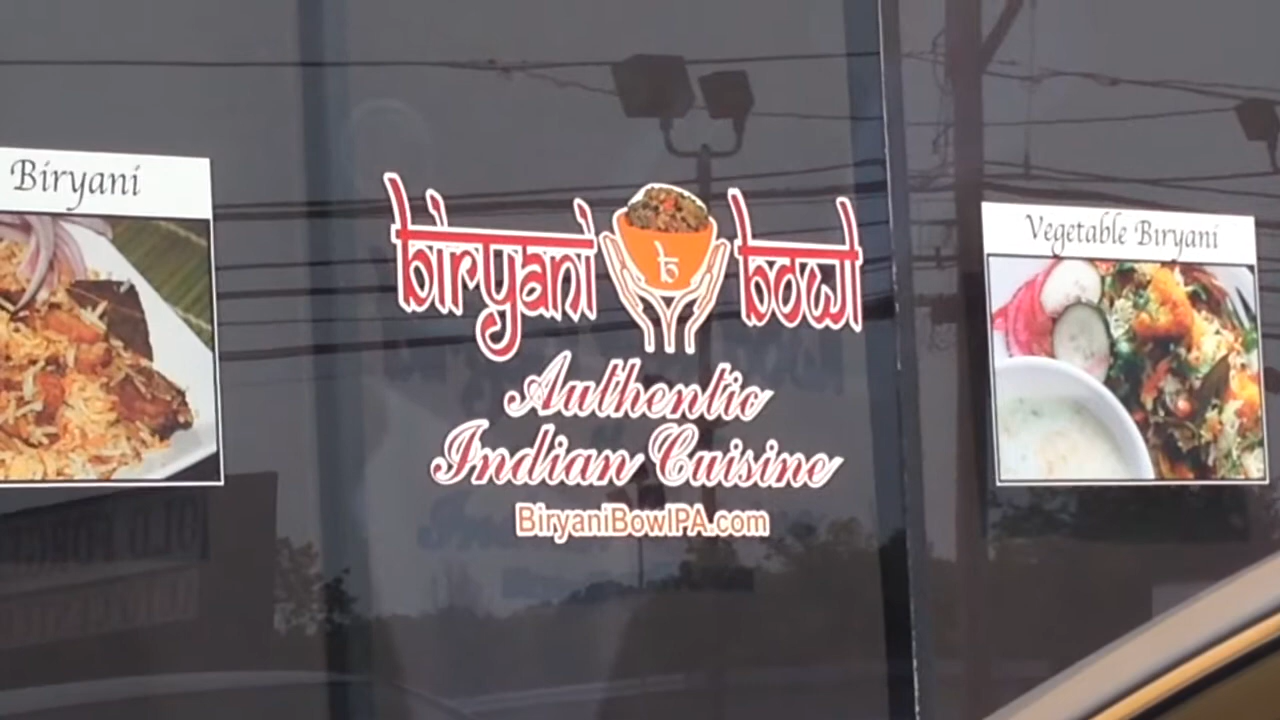 Biryani
biryani b bowl
Vegetable Biryani
Authentic
Indian Cuisine
BiryaniBowlPA.com